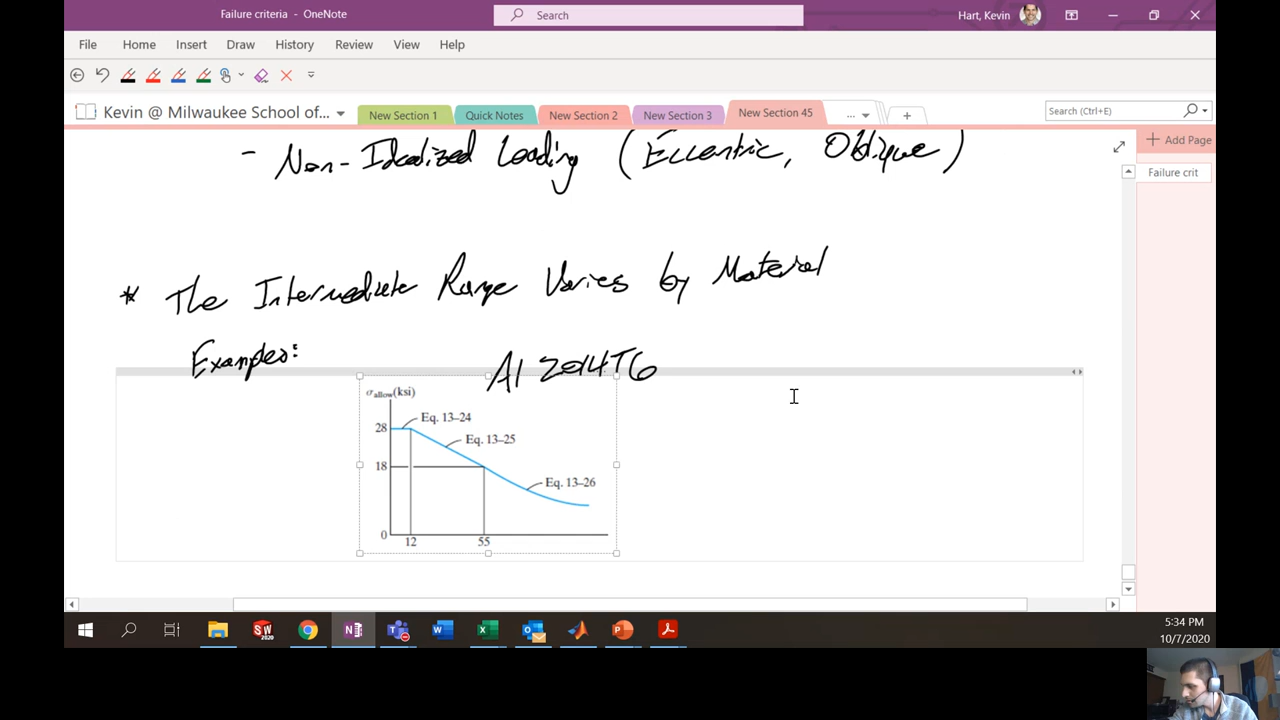 Failure criteria - OneNote
Search
Hart, Kevin
File Home Insert Draw History Review View Help
Kevin @ Milwaukee School of...
New Section 1
Quick Notes
New Section 2
New Section 3
New Section 45
...
Search (Ctrl+E)
Add Page
Failure crit
- Non-Idealized Loading (Eccentric, Oblique)
* The Intermediate Range Varies by Material
Examples:
Al 2014T6
σallow(ksi)
Eq. 13–24
28
Eq. 13–25
18
Eq. 13–26
0
12
55
5:34 PM
10/7/2020
SW
2020